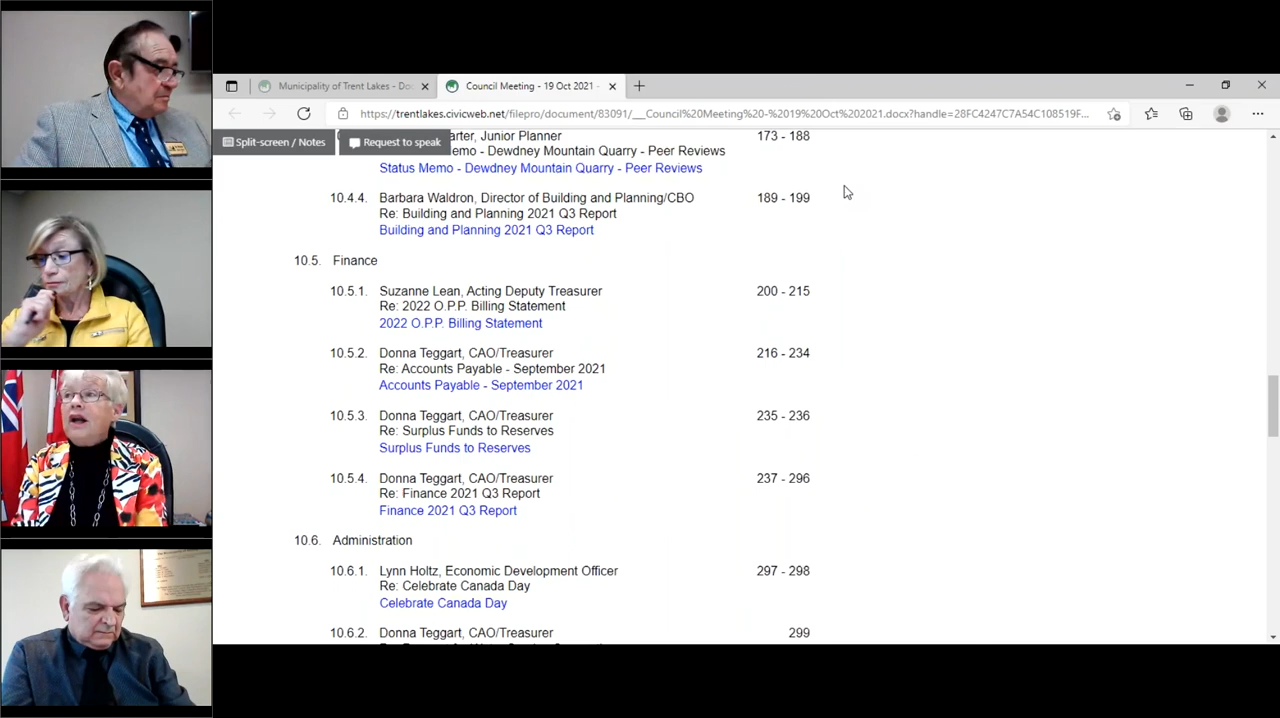 Municipality of Trent Lakes - Do
Council Meeting - 19 Oct 2021 -
https://trentlakes.civicweb.net/filepro/document/83091/___Council%20Meeting%20-%2019%20Oct%202021.docx?handle=28FC4247C7A54C108519F...
Split-screen / Notes
Request to speak
arter, Junior Planner 173 - 188
emo - Dewdney Mountain Quarry - Peer Reviews
Status Memo - Dewdney Mountain Quarry - Peer Reviews
10.4.4. Barbara Waldron, Director of Building and Planning/CBO 189 - 199
Re: Building and Planning 2021 Q3 Report
Building and Planning 2021 Q3 Report
10.5. Finance
10.5.1. Suzanne Lean, Acting Deputy Treasurer 200 - 215
Re: 2022 O.P.P. Billing Statement
2022 O.P.P. Billing Statement
10.5.2. Donna Teggart, CAO/Treasurer 216 - 234
Re: Accounts Payable - September 2021
Accounts Payable - September 2021
10.5.3. Donna Teggart, CAO/Treasurer 235 - 236
Re: Surplus Funds to Reserves
Surplus Funds to Reserves
10.5.4. Donna Teggart, CAO/Treasurer 237 - 296
Re: Finance 2021 Q3 Report
Finance 2021 Q3 Report
10.6. Administration
10.6.1. Lynn Holtz, Economic Development Officer 297 - 298
Re: Celebrate Canada Day
Celebrate Canada Day
10.6.2. Donna Teggart, CAO/Treasurer 299